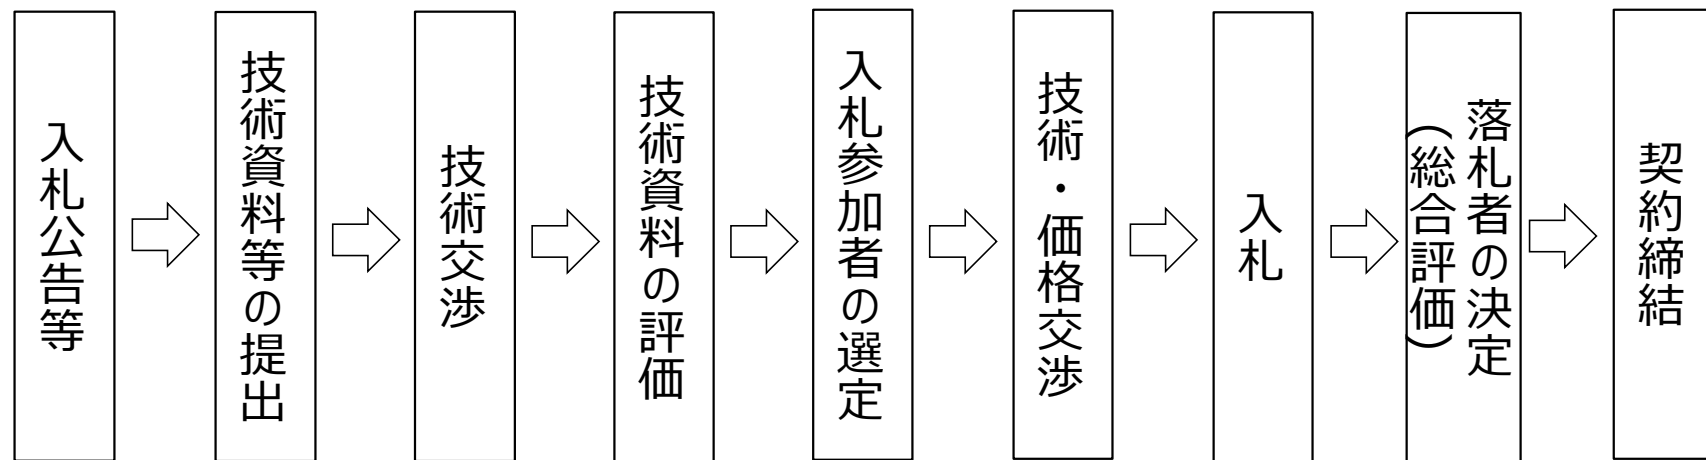 入札公告等
技術資料等の提出
技術交渉
技術資料の評価
入札参加者の選定
技術・価格交渉
入札
落札者の決定
(総合評価)
契約締結